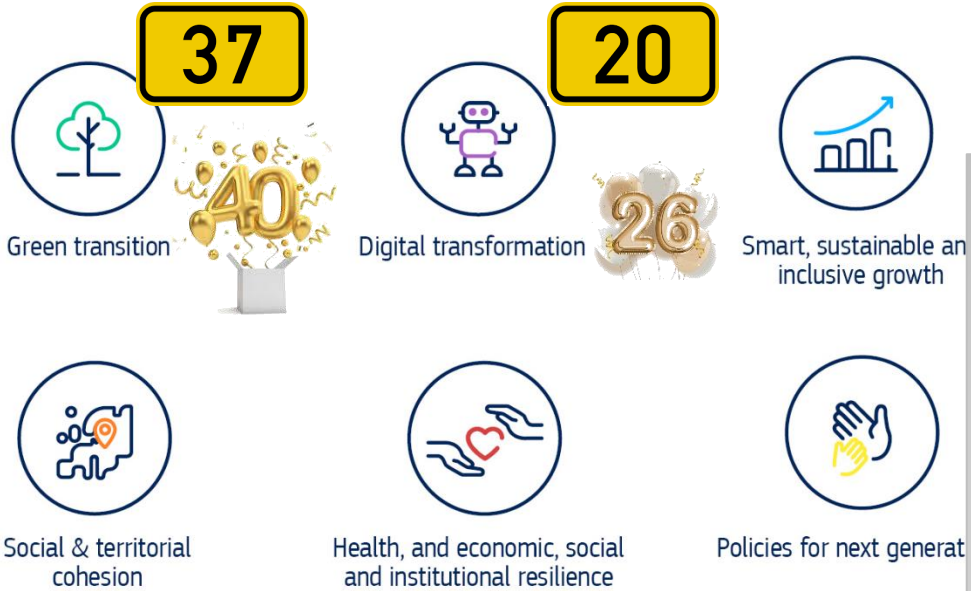 37
20
40
26
Green transition
Digital transformation
Smart, sustainable an
inclusive growth
Social & territorial
cohesion
Health, and economic, social
and institutional resilience
Policies for next generat